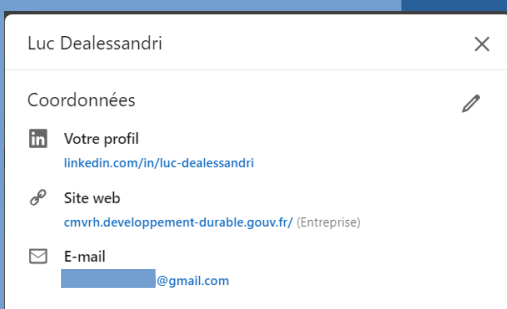 Luc Dealessandri
Coordonnées
in Votre profil
linkedin.com/in/luc-dealessandri
Site web
cmvrh.developpement-durable.gouv.fr/ (Entreprise)
E-mail
@gmail.com